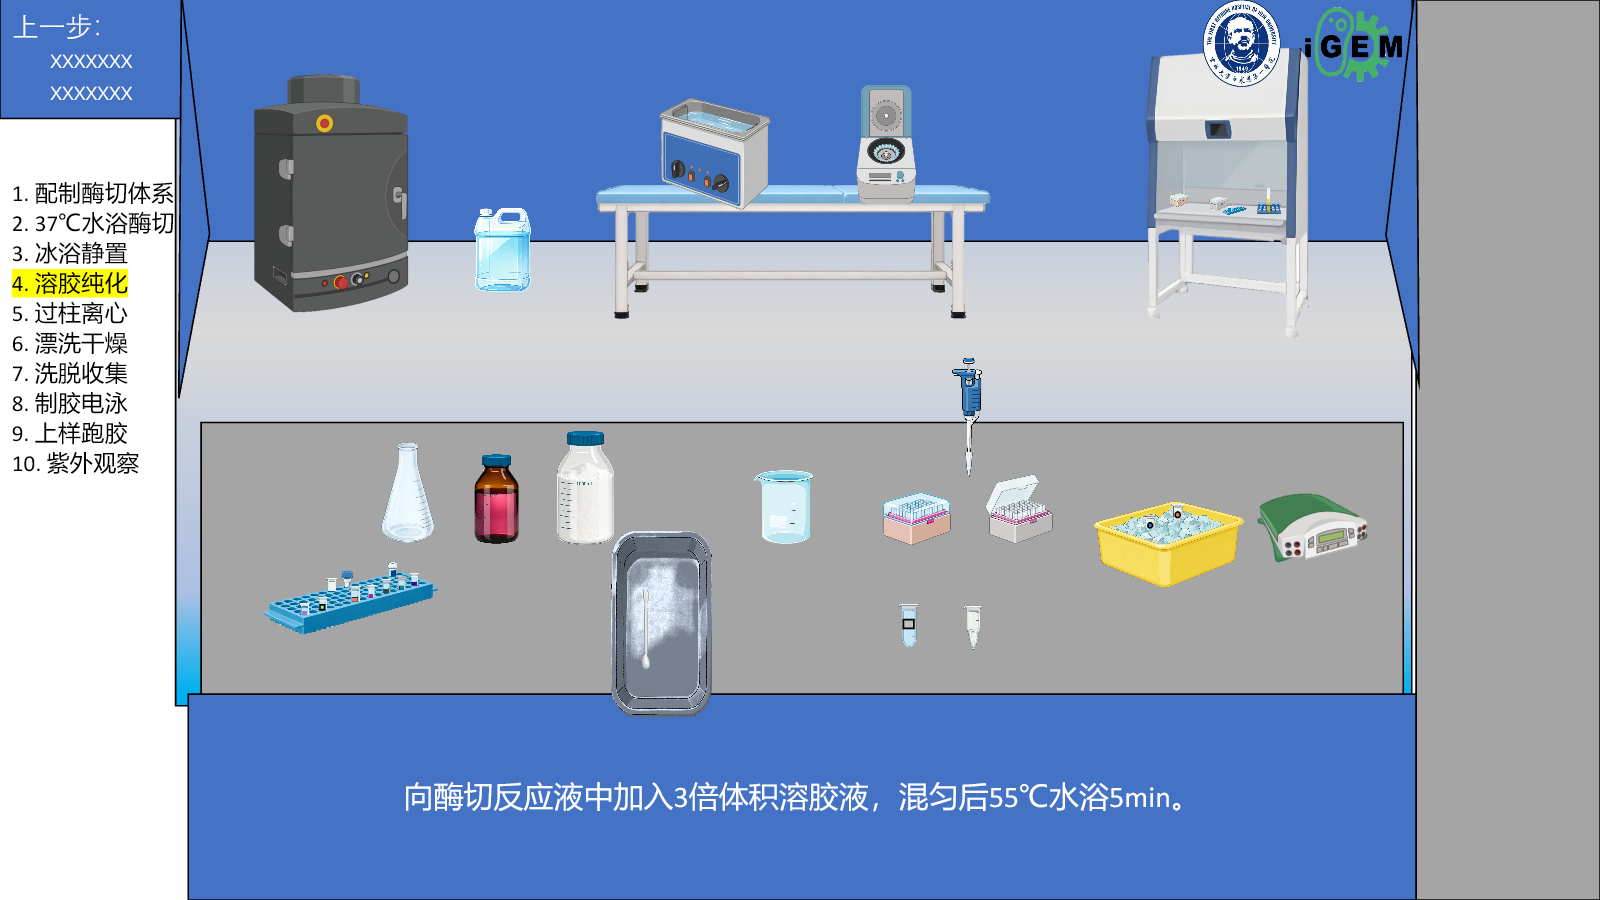 上一步：
XXXXXXX
XXXXXXX
1. 配制酶切体系
2. 37℃水浴酶切
3. 冰浴静置
4. 溶胶纯化
5. 过柱离心
6. 漂洗干燥
7. 洗脱收集
8. 制胶电泳
9. 上样跑胶
10. 紫外观察
iGEM
1949
向酶切反应液中加入3倍体积溶胶液，混匀后55℃水浴5min。